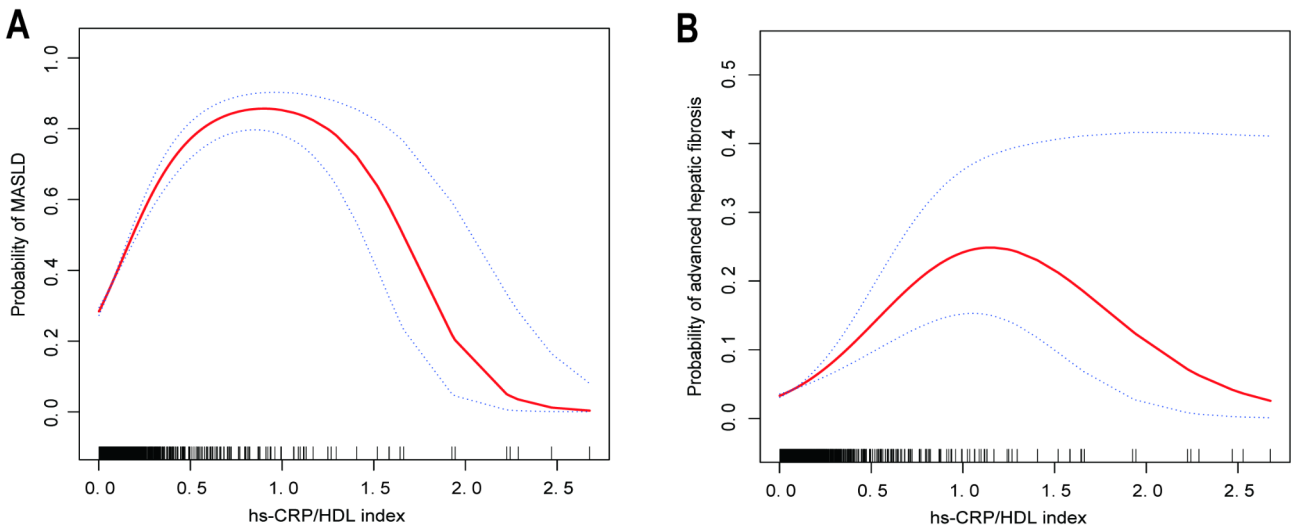 A
Probability of MASLD
1. 0
0. 8
0. 6
0. 4
0. 2
0. 0
0. 0 0. 5 1. 0 1. 5 2. 0 2. 5
hs-CRP/HDL index
B
Probability of advanced hepatic fibrosis
0. 5
0. 4
0. 3
0. 2
0. 1
0. 0
0. 0 0. 5 1. 0 1. 5 2. 0 2. 5
hs-CRP/HDL index